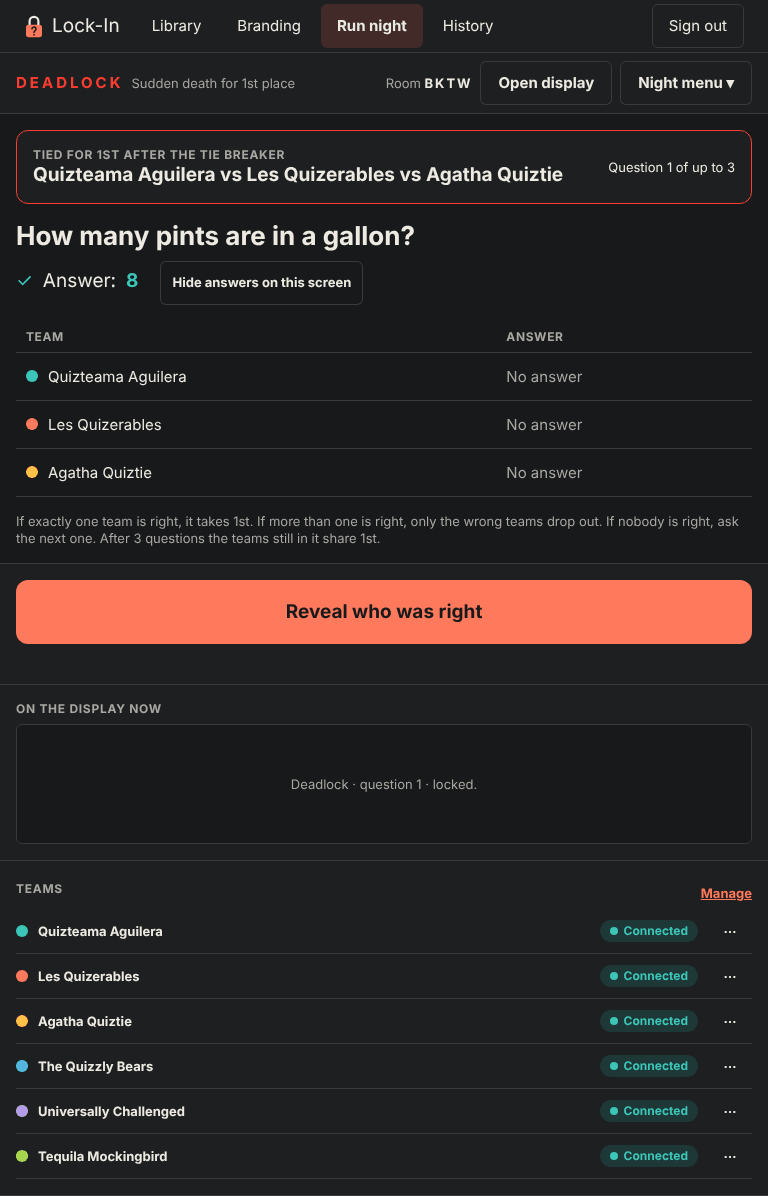 Lock-In Library Branding Run night History Sign out
DEADLOCK Sudden death for 1st place Room BKTW Open display Night menu ▾
TIED FOR 1ST AFTER THE TIE BREAKER
Quizteama Aguilera vs Les Quizerables vs Agatha Quiztie
Question 1 of up to 3
How many pints are in a gallon?
✓ Answer: 8 Hide answers on this screen
TEAM ANSWER
Quizteama Aguilera No answer
Les Quizerables No answer
Agatha Quiztie No answer
If exactly one team is right, it takes 1st. If more than one is right, only the wrong teams drop out. If nobody is right, ask
the next one. After 3 questions the teams still in it share 1st.
Reveal who was right
ON THE DISPLAY NOW
Deadlock · question 1 · locked.
TEAMS Manage
Quizteama Aguilera Connected ···
Les Quizerables Connected ···
Agatha Quiztie Connected ···
The Quizzly Bears Connected ···
Universally Challenged Connected ···
Tequila Mockingbird Connected ···